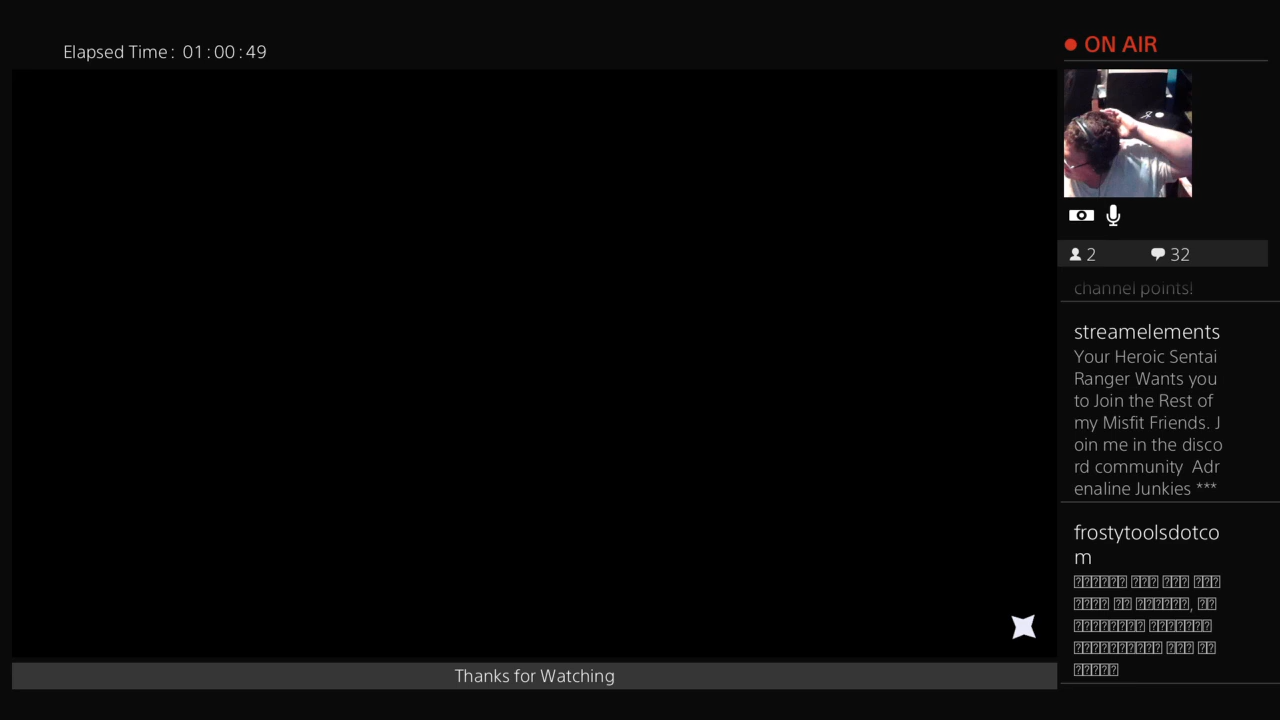 Elapsed Time: 01:00:49
ON AIR
2 32
channel points!
streamelements
Your Heroic Sentai
Ranger Wants you
to Join the Rest of
my Misfit Friends. J
oin me in the disco
rd community Adr
enaline Junkies ***
frostytoolsdotco
m
Thanks for Watching